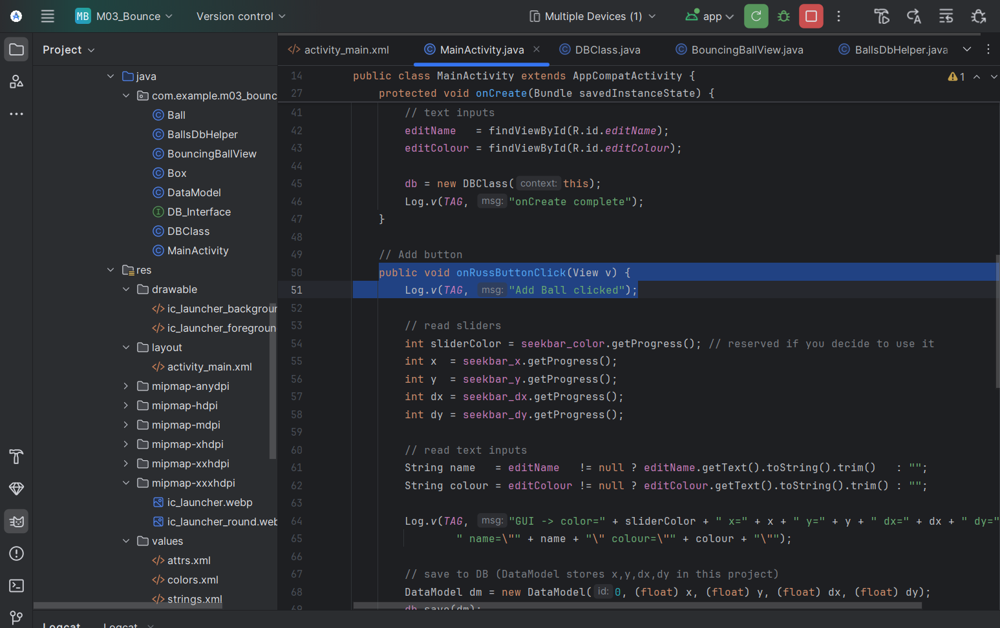 MB M03_Bounce Version control Multiple Devices (1) app
Project
activity_main.xml MainActivity.java DBClass.java BouncingBallView.java BallsDbHelper.java
java
com.example.m03_bounc
Ball
BallsDbHelper
BouncingBallView
Box
DataModel
DB_Interface
DBClass
MainActivity
res
drawable
ic_launcher_backgroun
ic_launcher_foregroun
layout
activity_main.xml
mipmap-anydpi
mipmap-hdpi
mipmap-mdpi
mipmap-xhdpi
mipmap-xxhdpi
mipmap-xxxhdpi
ic_launcher.webp
ic_launcher_round.web
values
attrs.xml
colors.xml
strings.xml
14 public class MainActivity extends AppCompatActivity { 1
27 protected void onCreate(Bundle savedInstanceState) {
41 // text inputs
42 editName = findViewById(R.id.editName);
43 editColour = findViewById(R.id.editColour);
44
45 db = new DBClass( context: this);
46 Log.v(TAG, msg: "onCreate complete");
47 }
48
49 // Add button
50 public void onRussButtonClick(View v) {
51 Log.v(TAG, msg: "Add Ball clicked");
52
53 // read sliders
54 int sliderColor = seekbar_color.getProgress(); // reserved if you decide to use it
55 int x = seekbar_x.getProgress();
56 int y = seekbar_y.getProgress();
57 int dx = seekbar_dx.getProgress();
58 int dy = seekbar_dy.getProgress();
59
60 // read text inputs
61 String name = editName != null ? editName.getText().toString().trim() : "";
62 String colour = editColour != null ? editColour.getText().toString().trim() : "";
63
64 Log.v(TAG, msg: "GUI -> color=" + sliderColor + " x=" + x + " y=" + y + " dx=" + dx + " dy="
65 " name=\"" + name + "\" colour=\"" + colour + "\"");
66
67 // save to DB (DataModel stores x,y,dx,dy in this project)
68 DataModel dm = new DataModel( id: 0, (float) x, (float) y, (float) dx, (float) dy);
69 db.save(dm);
Logcat Logcat